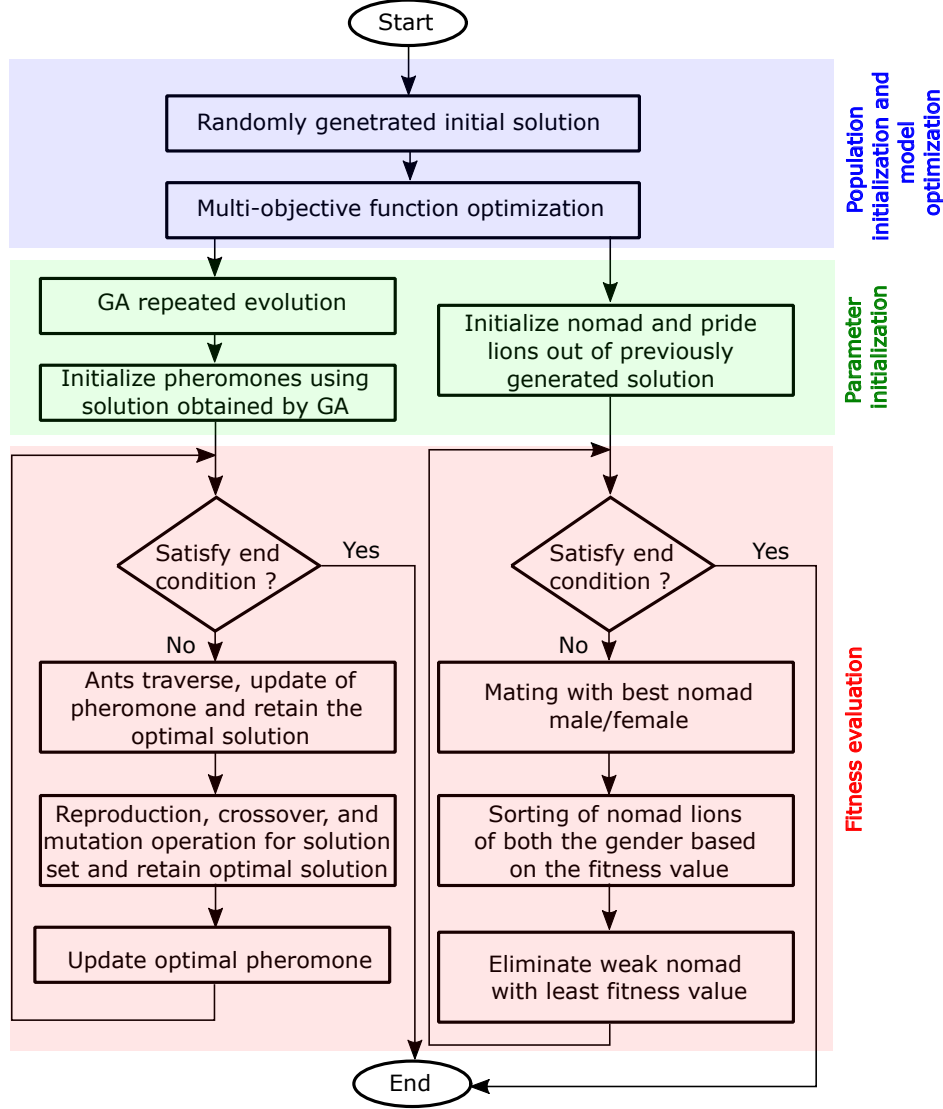 Start
Randomly genetrated initial solution
Multi-objective function optimization
Population
initialization and
model
optimization
GA repeated evolution
Initialize pheromones using
solution obtained by GA
Initialize nomad and pride
lions out of previously
generated solution
Parameter
initialization
Satisfy end
condition ?
Yes
No
Ants traverse, update of
pheromone and retain the
optimal solution
Reproduction, crossover, and
mutation operation for solution
set and retain optimal solution
Update optimal pheromone
Satisfy end
condition ?
Yes
No
Mating with best nomad
male/female
Sorting of nomad lions
of both the gender based
on the fitness value
Eliminate weak nomad
with least fitness value
Fitness evaluation
End